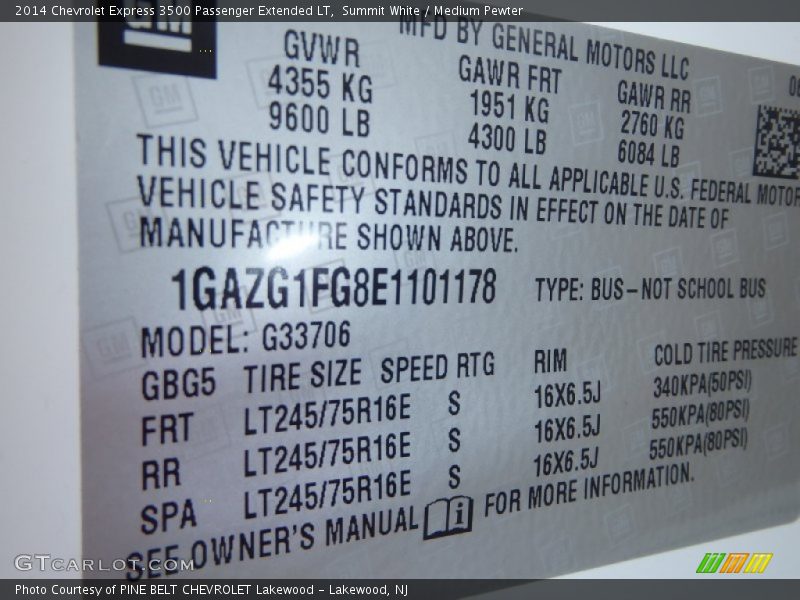 2014 Chevrolet Express 3500 Passenger Extended LT, Summit White / Medium Pewter
GM
MFD BY GENERAL MOTORS LLC
GVWR GAWR FRT GAWR RR
4355 KG 1951 KG 2760 KG
9600 LB 4300 LB 6084 LB
THIS VEHICLE CONFORMS TO ALL APPLICABLE U.S. FEDERAL MOTOR
VEHICLE SAFETY STANDARDS IN EFFECT ON THE DATE OF
MANUFACTURE SHOWN ABOVE.
1GAZG1FG8E1101178 TYPE: BUS–NOT SCHOOL BUS
MODEL: G33706
GBG5 TIRE SIZE SPEED RTG RIM COLD TIRE PRESSURE
FRT LT245/75R16E S 16X6.5J 340KPA(50PSI)
RR LT245/75R16E S 16X6.5J 550KPA(80PSI)
SPA LT245/75R16E S 16X6.5J 550KPA(80PSI)
SEE OWNER'S MANUAL i FOR MORE INFORMATION.
GTcarlot.com
Photo Courtesy of PINE BELT CHEVROLET Lakewood - Lakewood, NJ